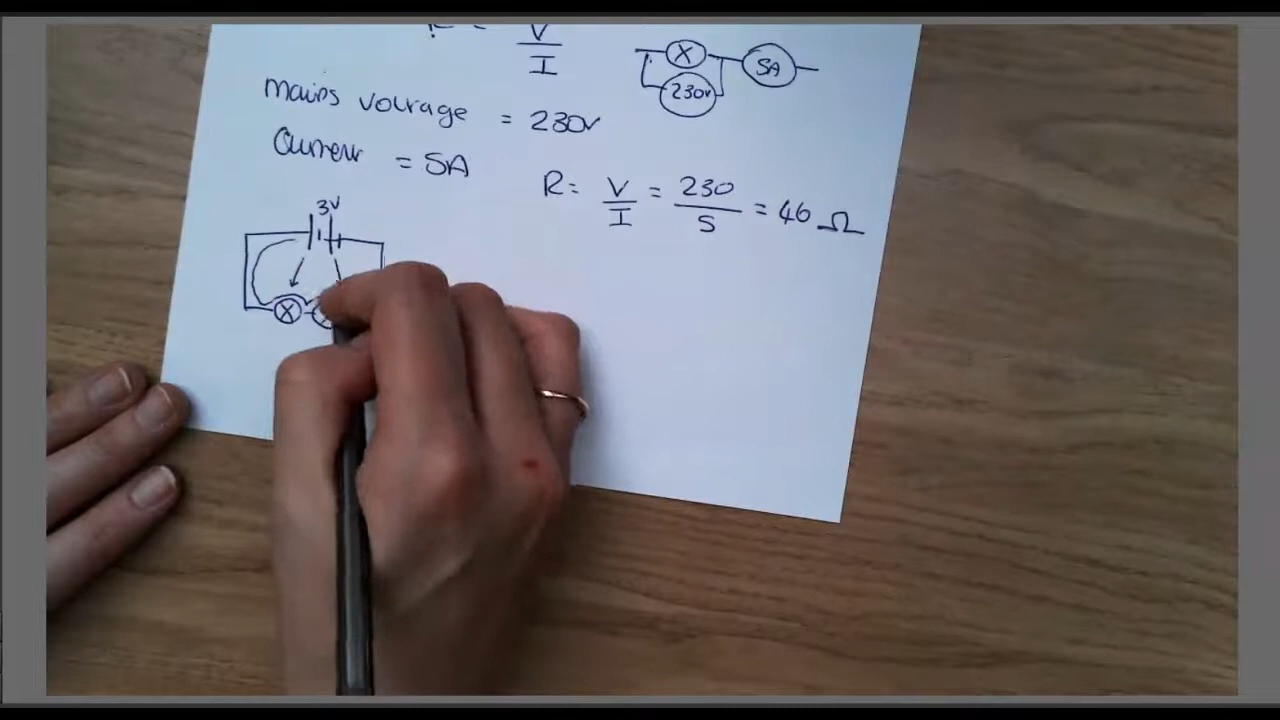 V
I
X
5A
230v
Mains voltage = 230v
Current = 5A
R = V/I = 230/5 = 46 Ω
3V
X